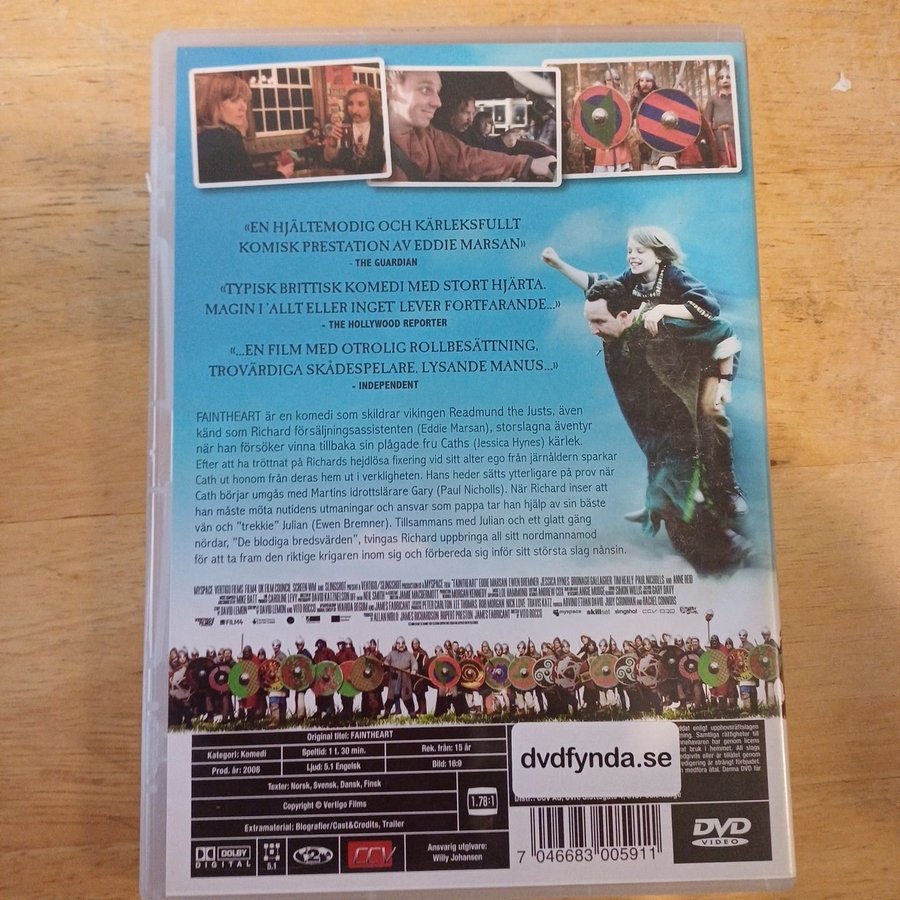 «EN HJÄLTEMODIG OCH KÄRLEKSFULLT
KOMISK PRESTATION AV EDDIE MARSAN»
- THE GUARDIAN
«TYPISK BRITTISK KOMEDI MED STORT HJÄRTA.
MAGIN I 'ALLT ELLER INGET' LEVER FORTFARANDE...»
- THE HOLLYWOOD REPORTER
«...EN FILM MED OTROLIG ROLLBESÄTTNING,
TROVÄRDIGA SKÅDESPELARE, LYSANDE MANUS...»
- INDEPENDENT
FAINTHEART är en komedi som skildrar vikingen Readmund the Justs, även
känd som Richard försäljningsassistenten (Eddie Marsan), storslagna äventyr
när han försöker vinna tillbaka sin plågade fru Caths (Jessica Hynes) kärlek.
Efter att ha tröttnat på Richards hejdlösa fixering vid sitt alter ego från järnåldern sparkar
Cath ut honom från deras hem ut i verkligheten. Hans heder sätts ytterligare på prov när
Cath börjar umgås med Martins idrottslärare Gary (Paul Nicholls). När Richard inser att
han måste möta nutidens utmaningar och ansvar som pappa tar han hjälp av sin bäste
vän och "trekkie" Julian (Ewen Bremner). Tillsammans med Julian och ett glatt gäng
nördar, "De blodiga bredsvärden", tvingas Richard uppbringa all sitt nordmannamod
för att ta fram den riktige krigaren inom sig och förbereda sig inför sitt största slag nånsin.
FILM4 myspace skillset slingshot
Original titel: FAINTHEART
Kategori: Komedi Speltid: 1 t. 30 min. Rek. från: 15 år
Prod. år: 2008 Ljud: 5.1 Engelsk Bild: 16:9
Texter: Norsk, Svensk, Dansk, Finsk
Copyright © Vertigo Films
Extramaterial: Biografier/Cast&Credits, Trailer
1.78:1
dvdfynda.se
DOLBY
DIGITAL
5.1
2
CCV
Ansvarig utgivare:
Willy Johansen
7 046683 005911
DVD
VIDEO